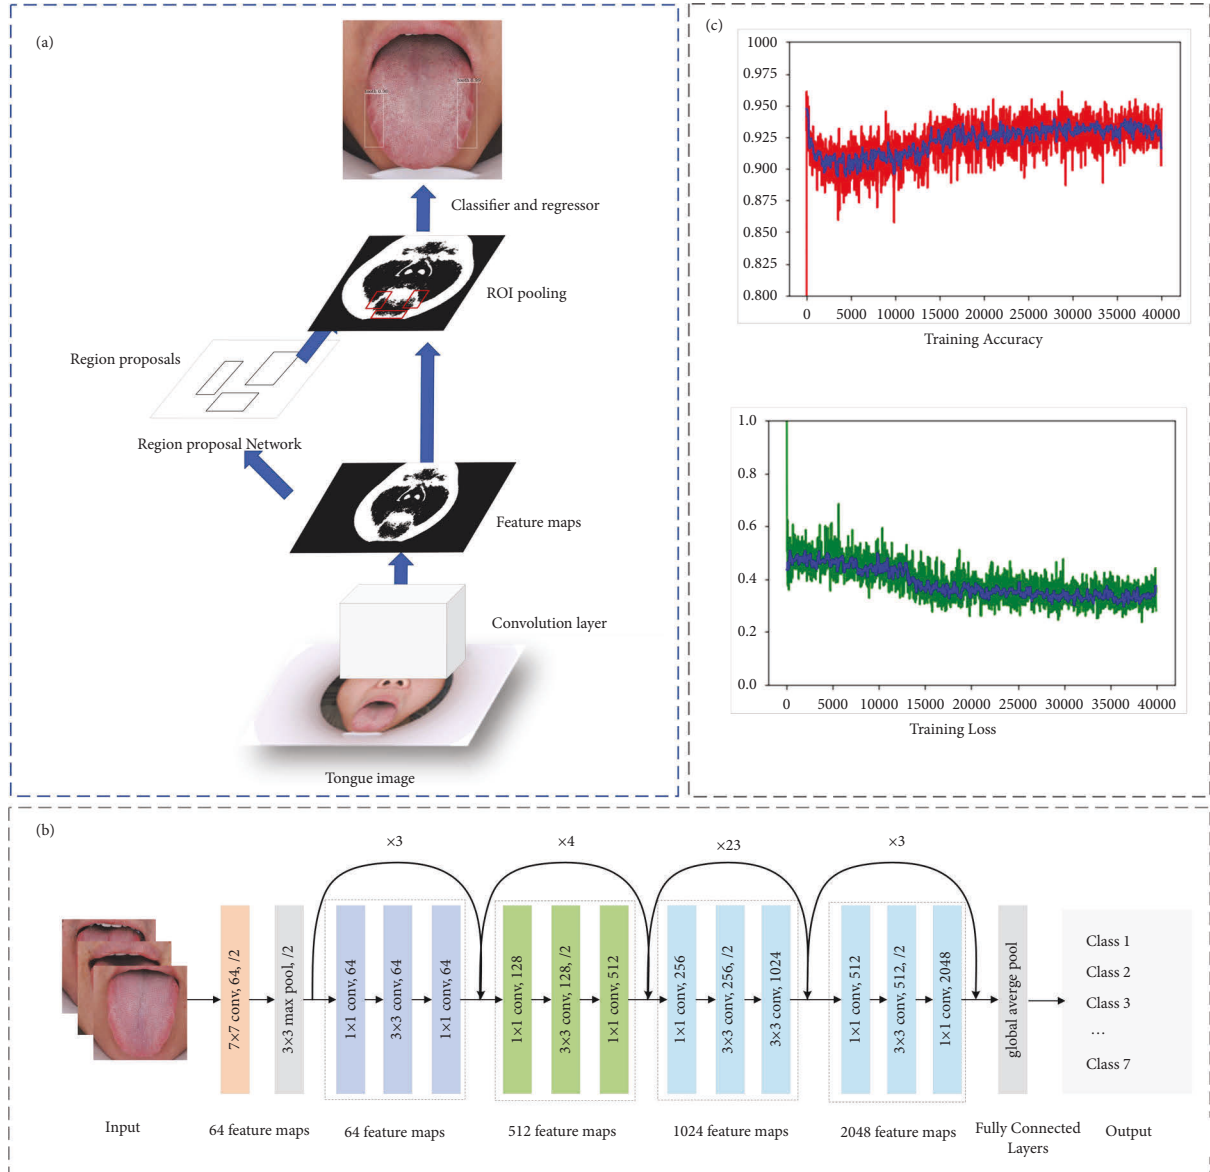 (a)
Classifier and regressor
ROI pooling
Region proposals
Region proposal Network
Feature maps
Convolution layer
Tongue image
(c)
1000
0.975
0.950
0.925
0.900
0.875
0.850
0.825
0.800
0 5000 10000 15000 20000 25000 30000 35000 40000
Training Accuracy
1.0
0.8
0.6
0.4
0.2
0.0
0 5000 10000 15000 20000 25000 30000 35000 40000
Training Loss
(b)
×3
×4
×23
×3
7×7 conv, 64, /2
3×3 max pool, /2
1×1 conv, 64
3×3 conv, 64
1×1 conv, 64
1×1 conv, 128
3×3 conv, 128, /2
1×1 conv, 512
1×1 conv, 256
3×3 conv, 256, /2
3×3 conv, 1024
1×1 conv, 512
3×3 conv, 512, /2
1×1 conv, 2048
global averge pool
Class 1
Class 2
Class 3
...
Class 7
Input
64 feature maps
64 feature maps
512 feature maps
1024 feature maps
2048 feature maps
Fully Connected
Layers
Output